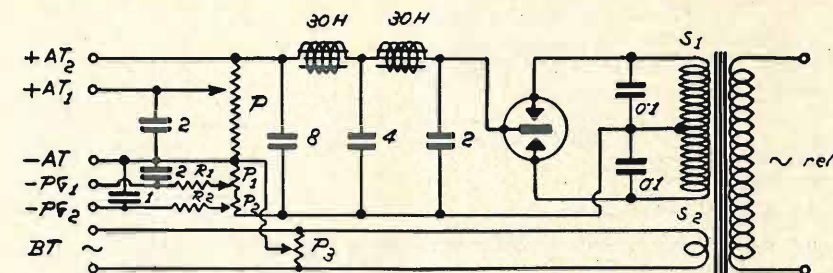 30H 30H
+AT2 S1
+AT1 P 0.1
2 8 4 2
-AT 0.1 ~ rel
-PG1 2 R1 P1
-PG2 1 R2 P2
S2
BT ~ P3